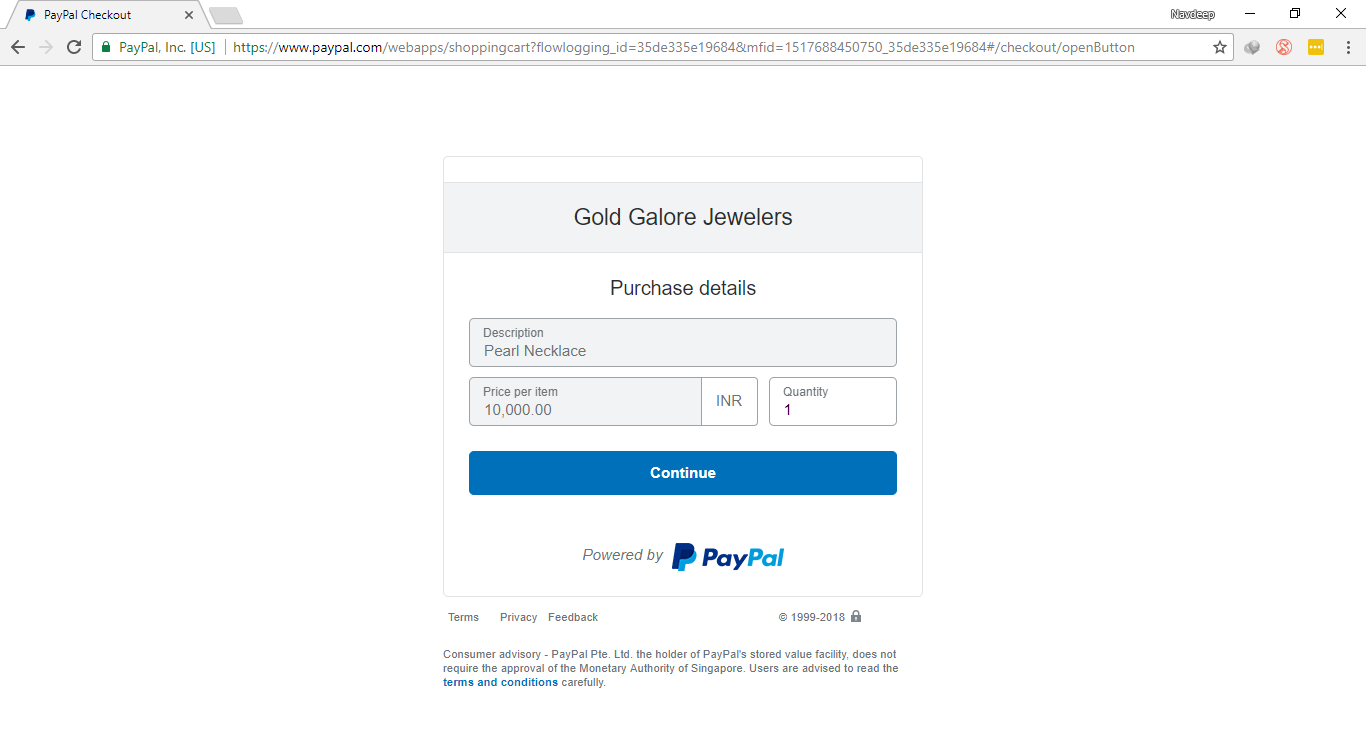 PayPal Checkout
Navdeep
PayPal, Inc. [US] https://www.paypal.com/webapps/shoppingcart?flowlogging_id=35de335e19684&mfid=1517688450750_35de335e19684#/checkout/openButton
Gold Galore Jewelers
Purchase details
Description
Pearl Necklace
Price per item
10,000.00
INR
Quantity
1
Continue
Powered by PayPal
Terms Privacy Feedback © 1999-2018
Consumer advisory - PayPal Pte. Ltd. the holder of PayPal's stored value facility, does not
require the approval of the Monetary Authority of Singapore. Users are advised to read the
terms and conditions carefully.